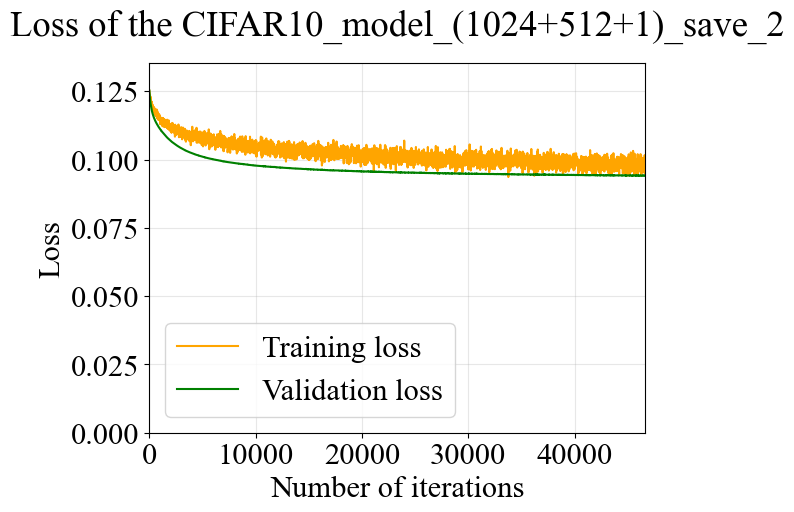 Loss of the CIFAR10_model_(1024+512+1)_save_2
0.125
0.100
0.075
0.050
0.025
0.000
Loss
Training loss
Validation loss
0 10000 20000 30000 40000
Number of iterations